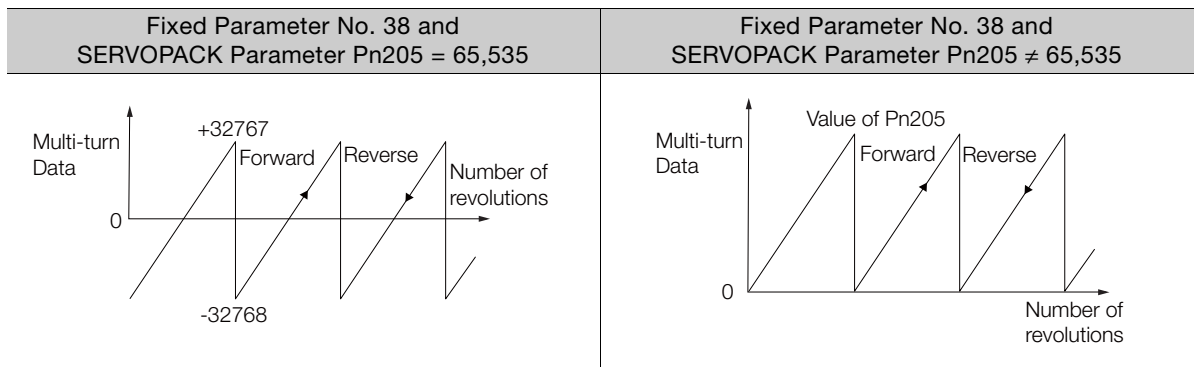 Fixed Parameter No. 38 and
SERVOPACK Parameter Pn205 = 65,535
Fixed Parameter No. 38 and
SERVOPACK Parameter Pn205 ≠ 65,535
Multi-turn
Data
+32767
Forward
Reverse
Number of
revolutions
0
-32768
Multi-turn
Data
Value of Pn205
Forward
Reverse
0
Number of
revolutions